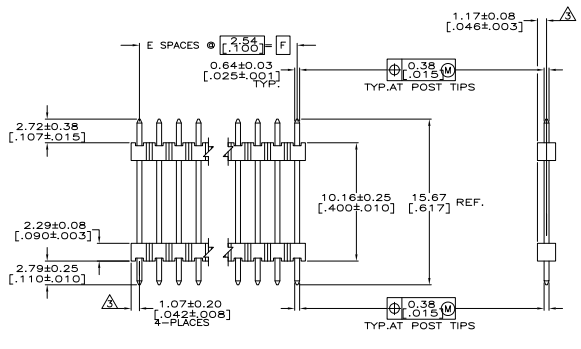 1.17±0.08
[.046±.003]
3
E SPACES @ 2.54 = F
[.100]
0.64±0.03
[.025±.001]
TYP.
⌖ 0.38 Ⓜ
[.015]
TYP.AT POST TIPS
2.72±0.38
[.107±.015]
10.16±0.25
[.400±.010]
15.67
[.617]
REF.
2.29±0.08
[.090±.003]
2.79±0.25
[.110±.010]
3
1.07±0.20
[.042±.008]
4-PLACES
⌖ 0.38 Ⓜ
[.015]
TYP.AT POST TIPS